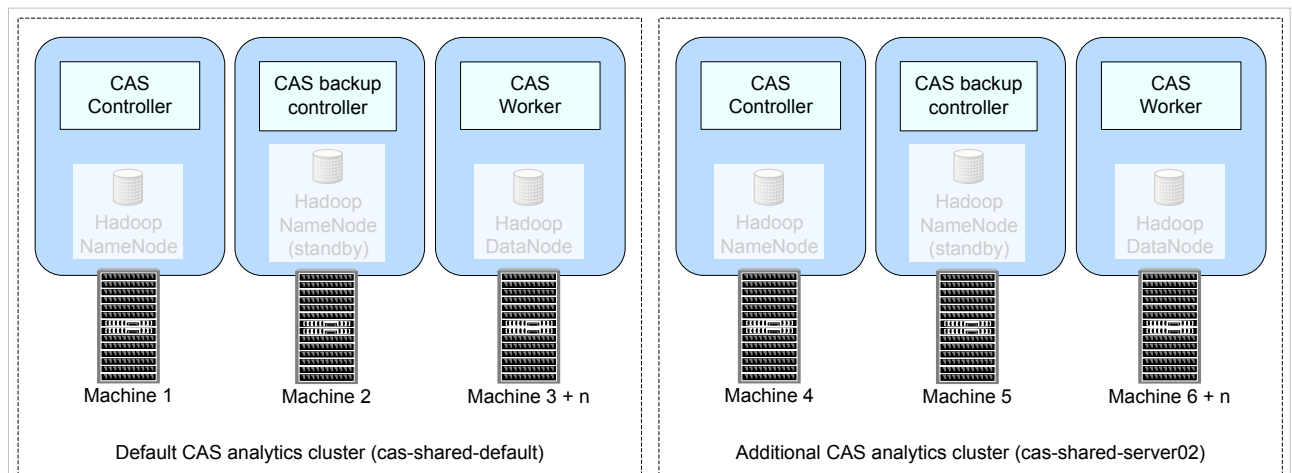 CAS
Controller
CAS backup
controller
CAS
Worker
CAS
Controller
CAS backup
controller
CAS
Worker
Hadoop
NameNode
Hadoop
NameNode
(standby)
Hadoop
DataNode
Hadoop
NameNode
Hadoop
NameNode
(standby)
Hadoop
DataNode
Machine 1
Machine 2
Machine 3 + n
Machine 4
Machine 5
Machine 6 + n
Default CAS analytics cluster (cas-shared-default)
Additional CAS analytics cluster (cas-shared-server02)